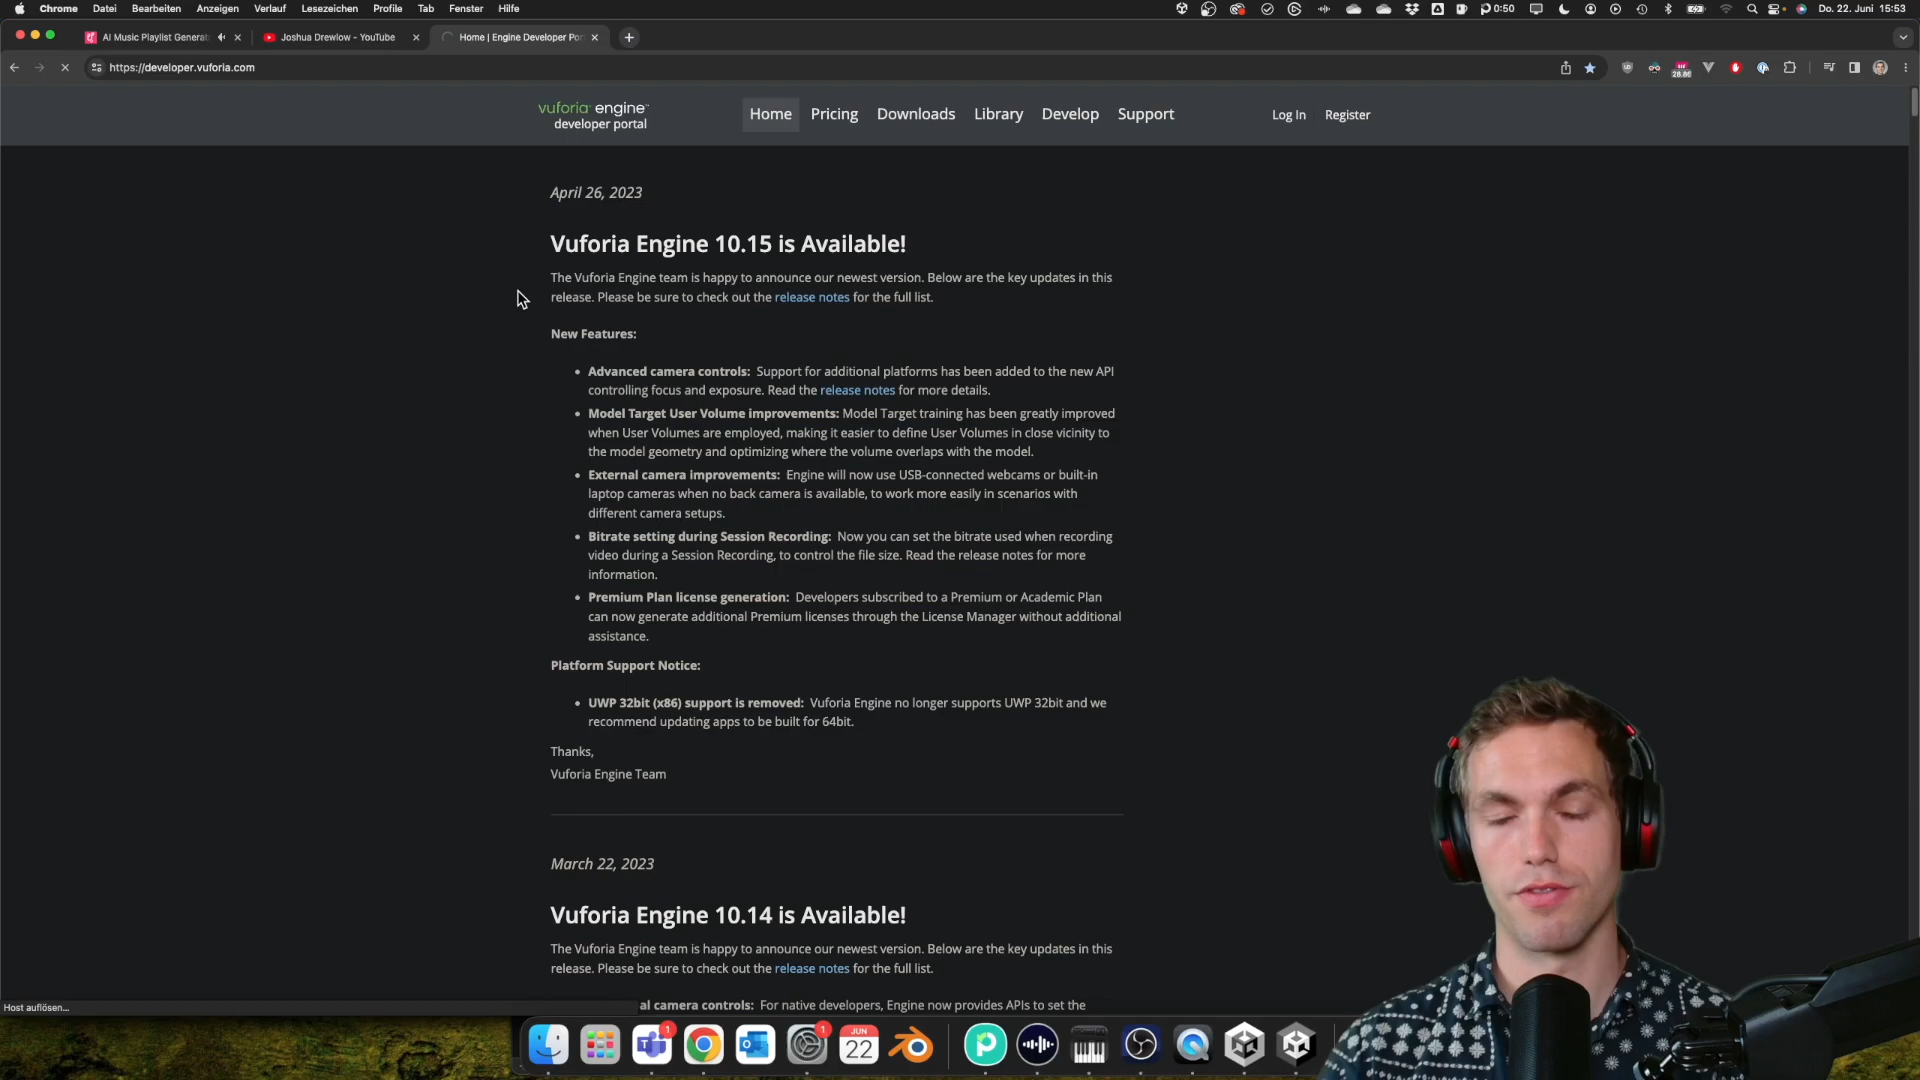 Chrome Datei Bearbeiten Anzeigen Verlauf Lesezeichen Profile Tab Fenster Hilfe
0:50 Do. 22. Juni 15:53
AI Music Playlist Generat
Joshua Drewlow - YouTube
Home | Engine Developer Por
https://developer.vuforia.com
28.86
vuforia engine™
developer portal
Home Pricing Downloads Library Develop Support
Log In Register
April 26, 2023
Vuforia Engine 10.15 is Available!
The Vuforia Engine team is happy to announce our newest version. Below are the key updates in this
release. Please be sure to check out the release notes for the full list.
New Features:
• Advanced camera controls: Support for additional platforms has been added to the new API
controlling focus and exposure. Read the release notes for more details.
• Model Target User Volume improvements: Model Target training has been greatly improved
when User Volumes are employed, making it easier to define User Volumes in close vicinity to
the model geometry and optimizing where the volume overlaps with the model.
• External camera improvements: Engine will now use USB-connected webcams or built-in
laptop cameras when no back camera is available, to work more easily in scenarios with
different camera setups.
• Bitrate setting during Session Recording: Now you can set the bitrate used when recording
video during a Session Recording, to control the file size. Read the release notes for more
information.
• Premium Plan license generation: Developers subscribed to a Premium or Academic Plan
can now generate additional Premium licenses through the License Manager without additional
assistance.
Platform Support Notice:
• UWP 32bit (x86) support is removed: Vuforia Engine no longer supports UWP 32bit and we
recommend updating apps to be built for 64bit.
Thanks,
Vuforia Engine Team
March 22, 2023
Vuforia Engine 10.14 is Available!
The Vuforia Engine team is happy to announce our newest version. Below are the key updates in this
release. Please be sure to check out the release notes for the full list.
al camera controls: For native developers, Engine now provides APIs to set the
Host auflösen...
1
1
JUN
22